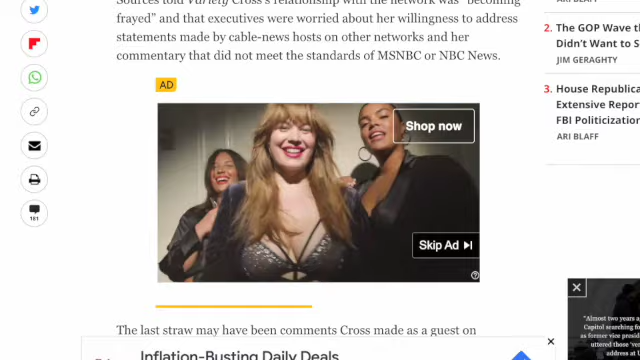 Sources told Variety Cross's relationship with the network was "becoming
frayed" and that executives were worried about her willingness to address
statements made by cable-news hosts on other networks and her
commentary that did not meet the standards of MSNBC or NBC News.
AD
Shop now
Skip Ad
The last straw may have been comments Cross made as a guest on
Inflation-Busting Daily Deals
101
2. The GOP Wave th
Didn't Want to S
JIM GERAGHTY
3. House Republica
Extensive Repor
FBI Politicization
ARI BLAFF
"Almost two years a
Capitol searching fo
as former vice presid
uttered those 've
address at